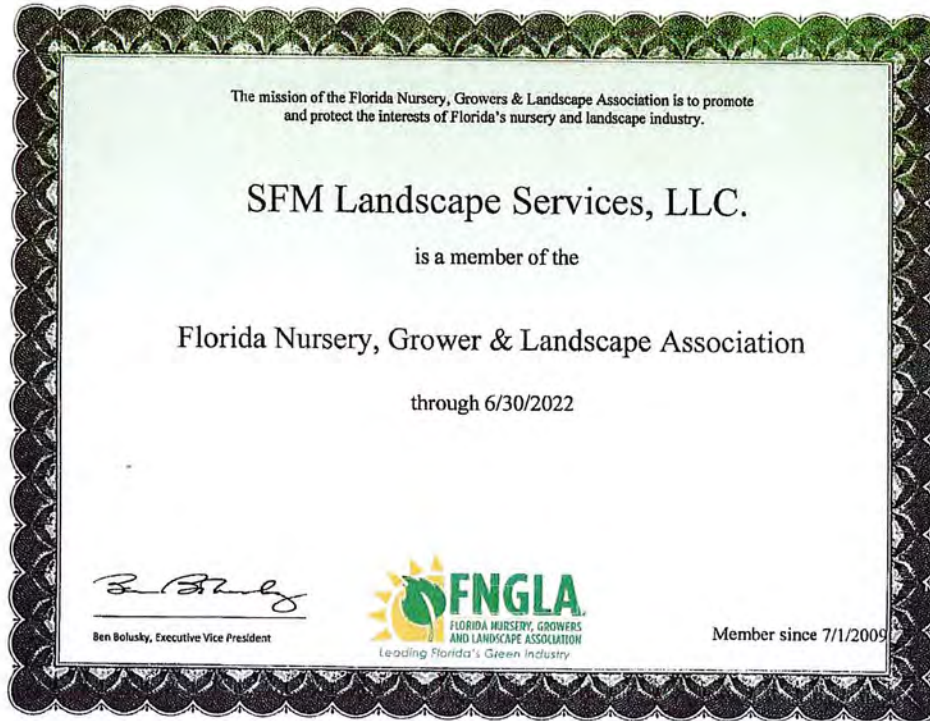 The mission of the Florida Nursery, Growers & Landscape Association is to promote
and protect the interests of Florida's nursery and landscape industry.
SFM Landscape Services, LLC.
is a member of the
Florida Nursery, Grower & Landscape Association
through 6/30/2022
Ben Bolusky
Ben Bolusky, Executive Vice President
FNGLA
FLORIDA NURSERY, GROWERS
AND LANDSCAPE ASSOCIATION
Leading Florida's Green Industry
Member since 7/1/2009